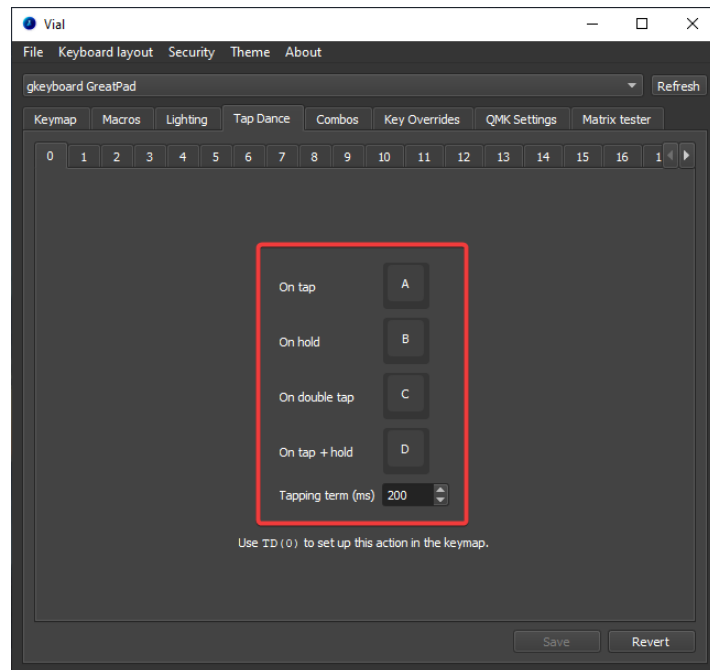 Vial
File Keyboard layout Security Theme About
gkeyboard GreatPad Refresh
Keymap Macros Lighting Tap Dance Combos Key Overrides QMK Settings Matrix tester
0 1 2 3 4 5 6 7 8 9 10 11 12 13 14 15 16 1
On tap A
On hold B
On double tap C
On tap + hold D
Tapping term (ms) 200
Use TD(0) to set up this action in the keymap.
Save Revert